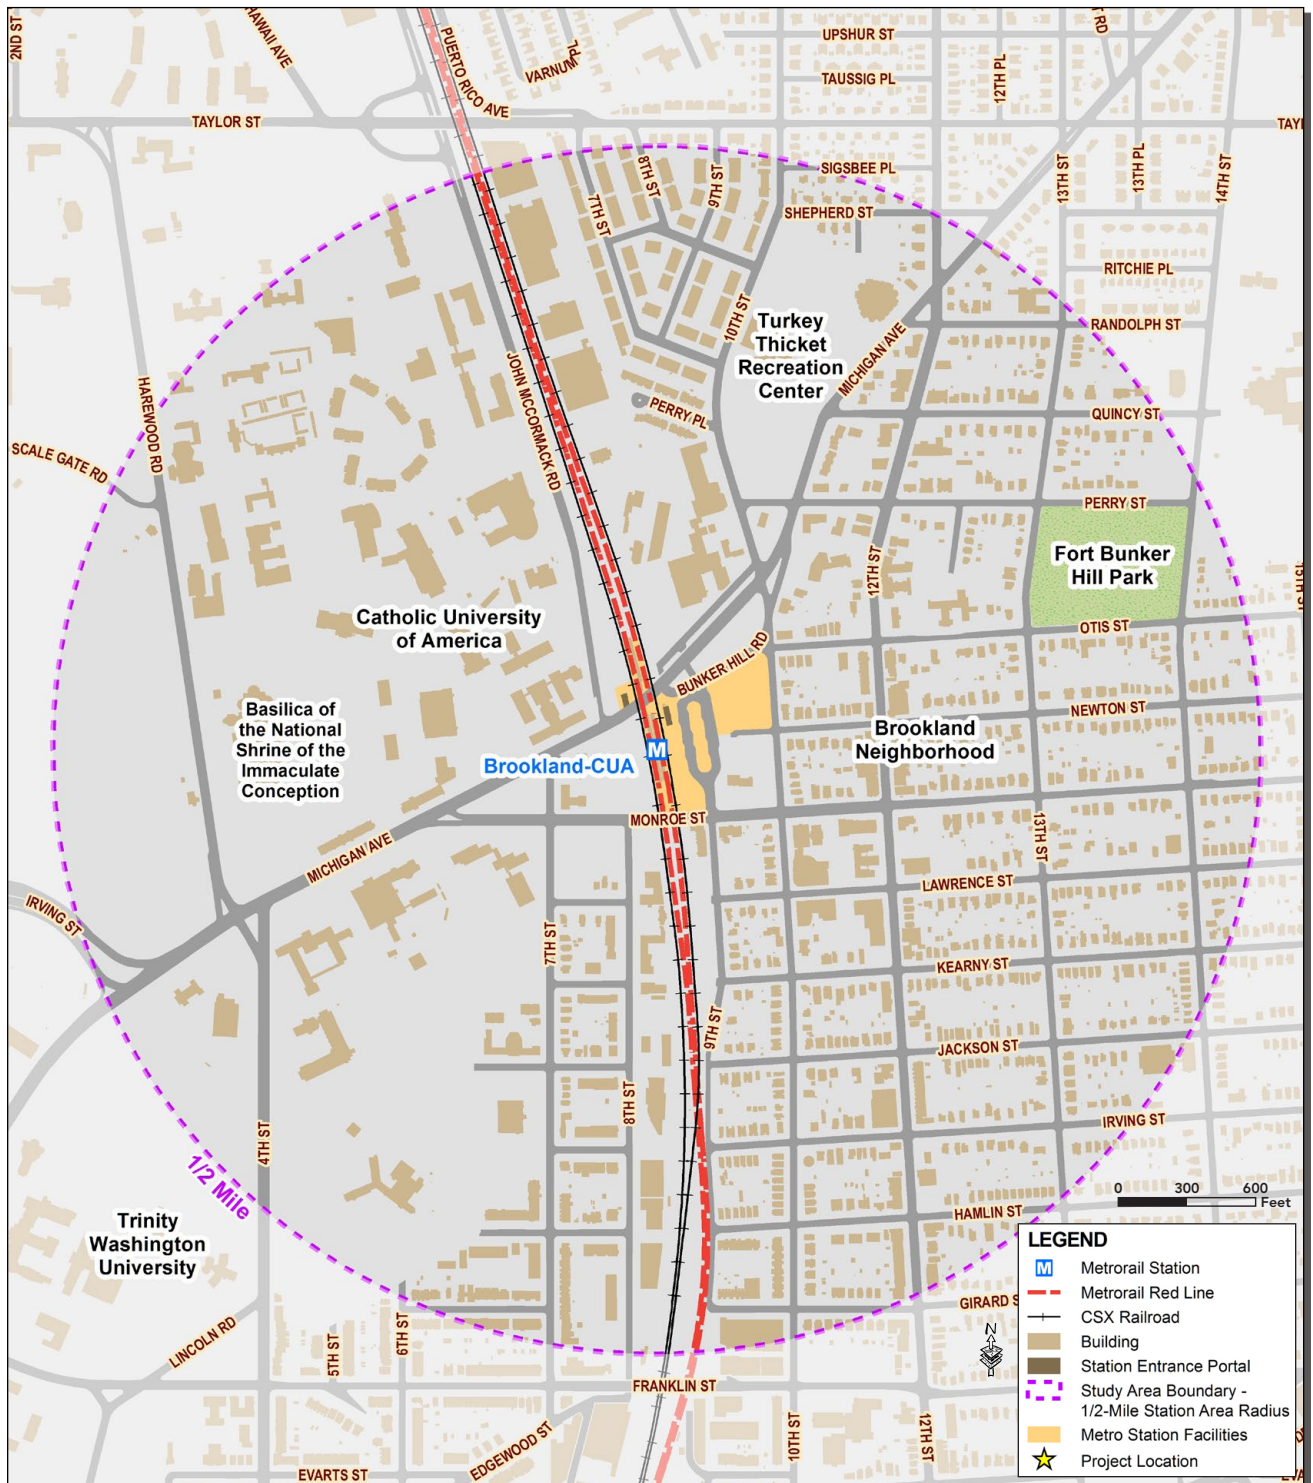 2ND ST
HAWAII AVE
PUERTO RICO AVE
VARNUM PL
UPSHUR ST
TAUSSIG PL
12TH PL
TAYLOR ST
SIGSBEE PL
SHEPHERD ST
13TH ST
13TH PL
14TH ST
7TH ST
8TH ST
9TH ST
10TH ST
RITCHIE PL
RANDOLPH ST
Turkey
Thicket
Recreation
Center
MICHIGAN AVE
JOHN MCCORMACK RD
HAREWOOD RD
SCALE GATE RD
PERRY PL
QUINCY ST
PERRY ST
12TH ST
Fort Bunker
Hill Park
OTIS ST
Catholic University
of America
BUNKER HILL RD
Basilica of
the National
Shrine of the
Immaculate
Conception
NEWTON ST
Brookland
Neighborhood
M
Brookland-CUA
MONROE ST
13TH ST
MICHIGAN AVE
LAWRENCE ST
IRVING ST
7TH ST
KEARNY ST
9TH ST
JACKSON ST
8TH ST
4TH ST
IRVING ST
1/2 Mile
0 300 600
Feet
HAMLIN ST
Trinity
Washington
University
GIRARD S
LINCOLN RD
5TH ST
6TH ST
FRANKLIN ST
EDGEWOOD ST
10TH ST
12TH ST
EVARTS ST
N
LEGEND
M Metrorail Station
Metrorail Red Line
CSX Railroad
Building
Station Entrance Portal
Study Area Boundary -
1/2-Mile Station Area Radius
Metro Station Facilities
Project Location